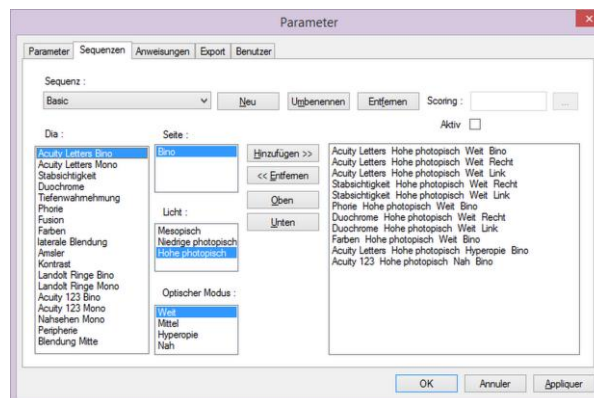 Parameter
Parameter Sequenzen Anweisungen Export Benutzer
Sequenz :
Basic Neu Umbenennen Entfernen Scoring : ...
Aktiv
Dia : Seite :
Acuity Letters Bino
Acuity Letters Mono
Stabsichtigkeit
Duochrome
Tiefenwahrnehmung
Phorie
Fusion
Farben
laterale Blendung
Amsler
Kontrast
Landolt Ringe Bino
Landolt Ringe Mono
Acuity 123 Bino
Acuity 123 Mono
Nahsehen Mono
Peripherie
Blendung Mitte
Bino
Licht :
Mesopisch
Niedrige photopisch
Hohe photopisch
Optischer Modus :
Weit
Mittel
Hyperopie
Nah
Hinzufügen >>
<< Entfernen
Oben
Unten
Acuity Letters Hohe photopisch Weit Bino
Acuity Letters Hohe photopisch Weit Recht
Acuity Letters Hohe photopisch Weit Link
Stabsichtigkeit Hohe photopisch Weit Recht
Stabsichtigkeit Hohe photopisch Weit Link
Phorie Hohe photopisch Weit Bino
Duochrome Hohe photopisch Weit Recht
Duochrome Hohe photopisch Weit Link
Farben Hohe photopisch Weit Bino
Acuity Letters Hohe photopisch Hyperopie Bino
Acuity 123 Hohe photopisch Nah Bino
OK Annuler Appliquer